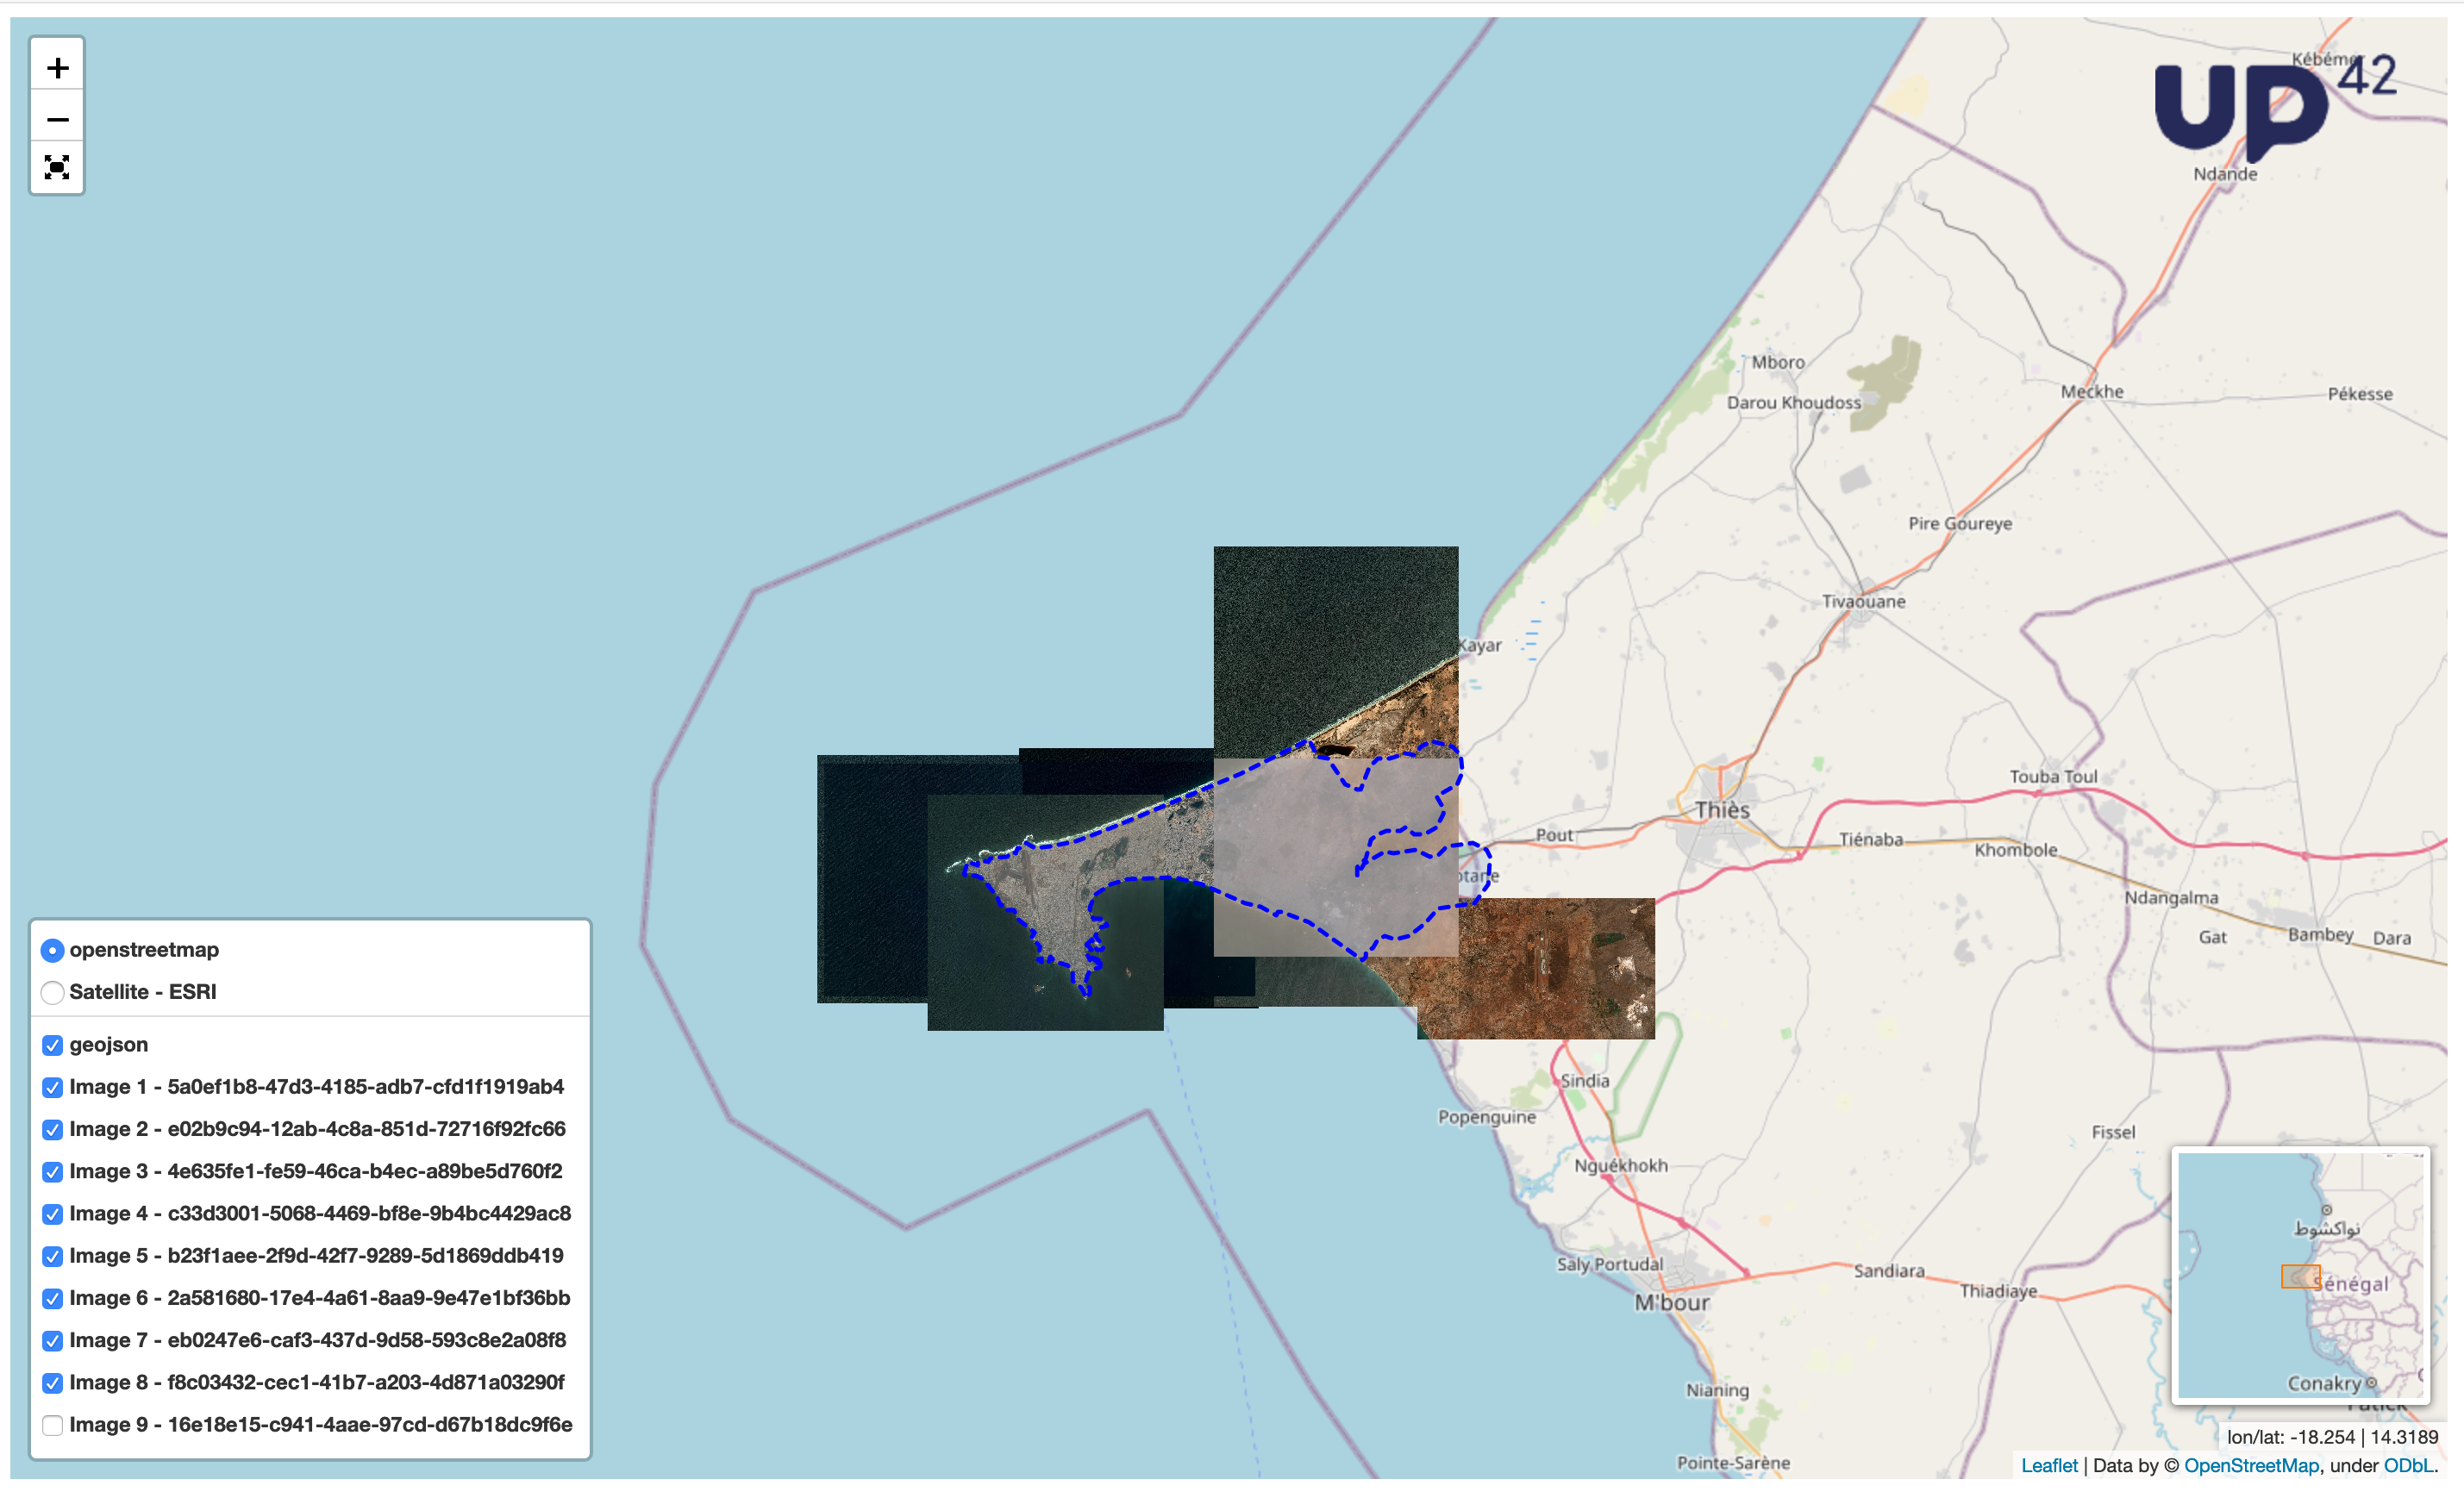 +
−
Kébémer
UP42
Ndande
Mboro
Darou Khoudoss
Meckhe
Pékesse
Pire Goureye
Tivaouane
Kayar
Touba Toul
Thiès
Pout
Tiénaba
Khombole
otane
Ndangalma
Gat
Bambey
Dara
Sindia
Popenguine
Fissel
Nguékhokh
Saly Portudal
Sandiara
M'bour
Thiadiaye
Nianing
Pointe-Sarène
openstreetmap
Satellite - ESRI
geojson
Image 1 - 5a0ef1b8-47d3-4185-adb7-cfd1f1919ab4
Image 2 - e02b9c94-12ab-4c8a-851d-72716f92fc66
Image 3 - 4e635fe1-fe59-46ca-b4ec-a89be5d760f2
Image 4 - c33d3001-5068-4469-bf8e-9b4bc4429ac8
Image 5 - b23f1aee-2f9d-42f7-9289-5d1869ddb419
Image 6 - 2a581680-17e4-4a61-8aa9-9e47e1bf36bb
Image 7 - eb0247e6-caf3-437d-9d58-593c8e2a08f8
Image 8 - f8c03432-cec1-41b7-a203-4d871a03290f
Image 9 - 16e18e15-c941-4aae-97cd-d67b18dc9f6e
نواكشوط
Sénégal
Conakry
lon/lat: -18.254 | 14.3189
Leaflet | Data by © OpenStreetMap, under ODbL.